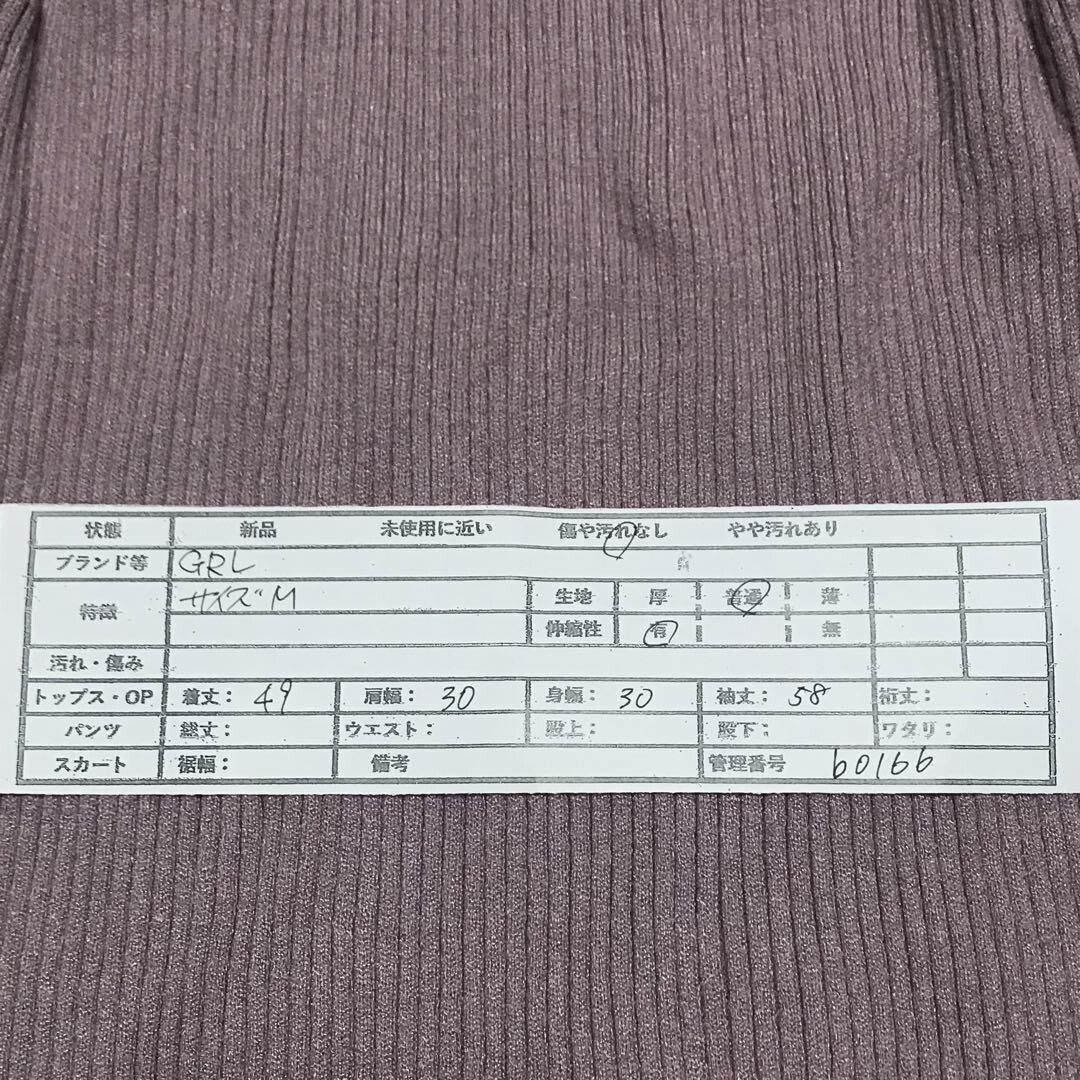 状態 新品 未使用に近い 傷や汚れなし やや汚れあり
ブランド等 GRL
特徴 サイズM 生地 厚 普通 薄
伸縮性 有 無
汚れ・傷み
トップス・OP 着丈： 49 肩幅： 30 身幅： 30 袖丈： 58 裄丈：
パンツ 総丈： ウエスト： 股上： 股下： ワタリ：
スカート 裾幅： 備考 管理番号 60166